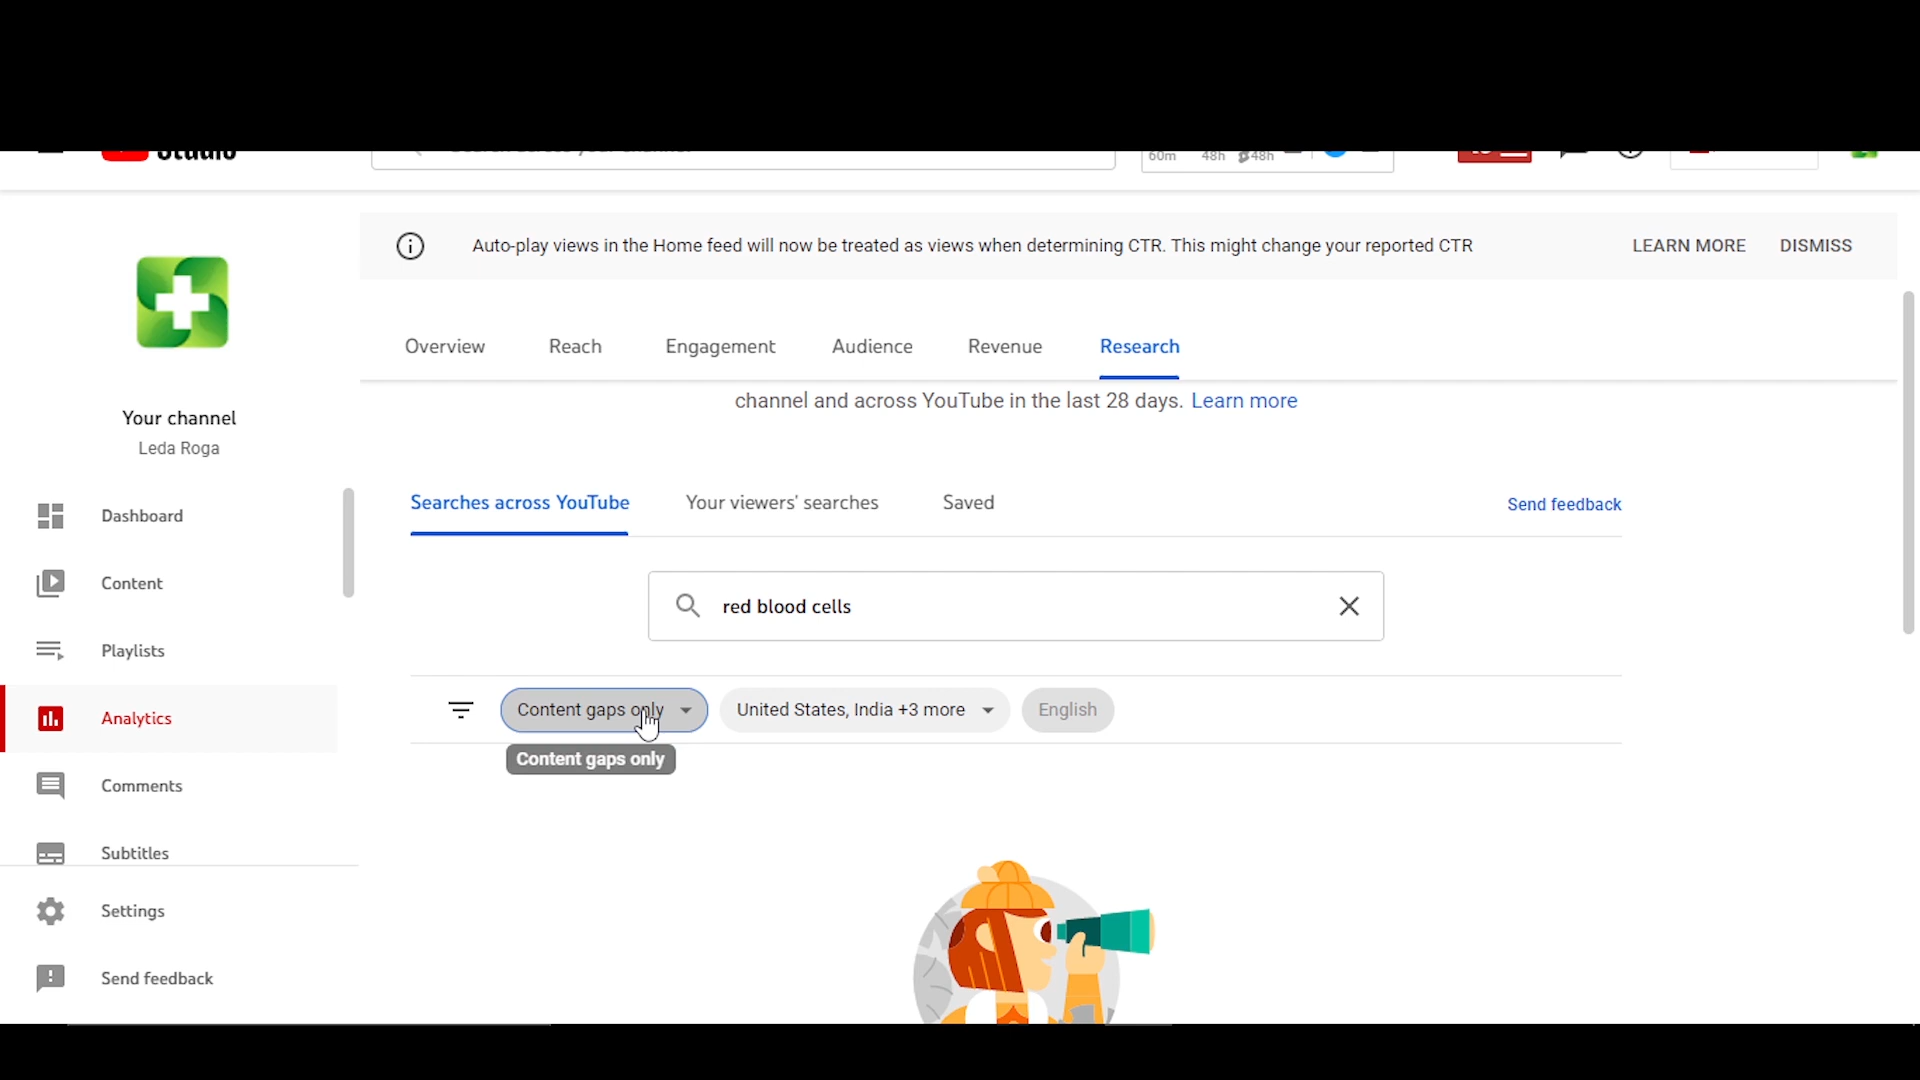 Studio
60m 48h 48h
Auto-play views in the Home feed will now be treated as views when determining CTR. This might change your reported CTR
LEARN MORE DISMISS
Overview Reach Engagement Audience Revenue Research
channel and across YouTube in the last 28 days. Learn more
Your channel
Leda Roga
Searches across YouTube Your viewers' searches Saved
Send feedback
Dashboard
Content
Playlists
Analytics
Comments
Subtitles
Settings
Send feedback
red blood cells
Content gaps only United States, India +3 more English
Content gaps only